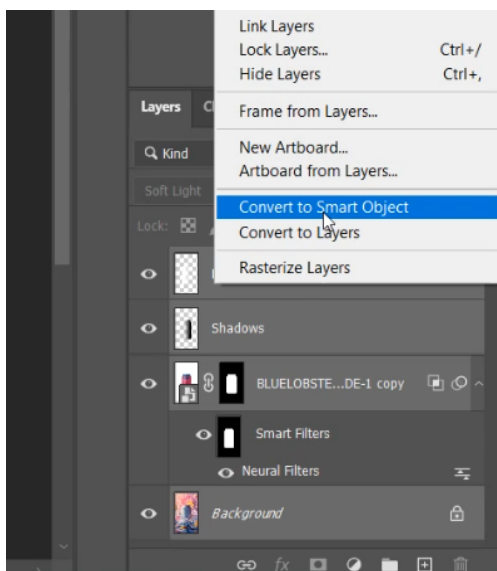 Link Layers
Lock Layers... Ctrl+/
Hide Layers Ctrl+,
Layers
Frame from Layers...
Kind
New Artboard...
Artboard from Layers...
Soft Light
Convert to Smart Object
Lock:
Convert to Layers
Rasterize Layers
Shadows
BLUELOBSTE...DE-1 copy
Smart Filters
Neural Filters
Background
fx